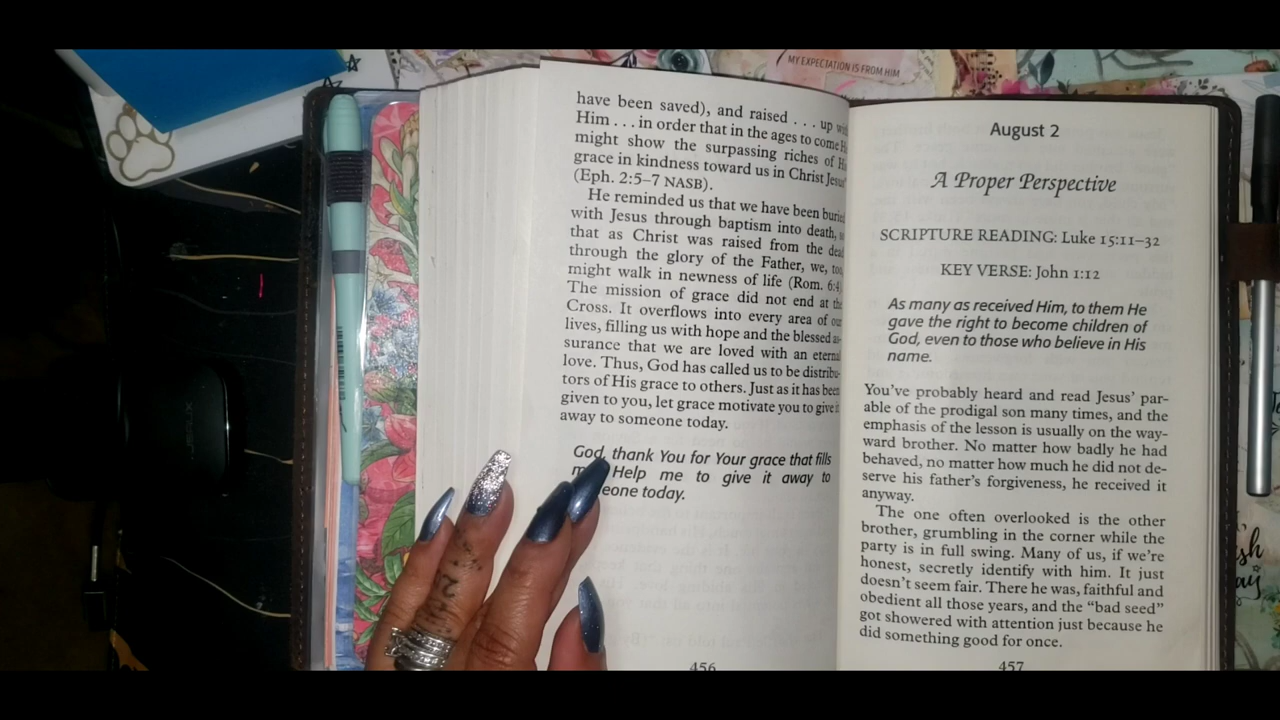 MY EXPECTATION IS FROM HIM
have been saved), and raised . . . up
Him . . . in order that in the ages to come
might show the surpassing riches of
grace in kindness toward us in Christ Jesus"
(Eph. 2:5–7 NASB).
He reminded us that we have been
with Jesus through baptism into death,
that as Christ was raised from the
through the glory of the Father, we,
might walk in newness of life (Rom. 6:4)
The mission of grace did not end at the
Cross. It overflows into every area of
lives, filling us with hope and the blessed as-
surance that we are loved with an eternal
love. Thus, God has called us to be distribu-
tors of His grace to others. Just as it has been
given to you, let grace motivate you to give it
away to someone today.
God, thank You for Your grace that fills
Help me to give it away to
today.
456
August 2
A Proper Perspective
SCRIPTURE READING: Luke 15:11–32
KEY VERSE: John 1:12
As many as received Him, to them He
gave the right to become children of
God, even to those who believe in His
name.
You've probably heard and read Jesus' par-
able of the prodigal son many times, and the
emphasis of the lesson is usually on the way-
ward brother. No matter how badly he had
behaved, no matter how much he did not de-
serve his father's forgiveness, he received it
anyway.
The one often overlooked is the other
brother, grumbling in the corner while the
party is in full swing. Many of us, if we're
honest, secretly identify with him. It just
doesn't seem fair. There he was, faithful and
obedient all those years, and the "bad seed"
got showered with attention just because he
did something good for once.
457